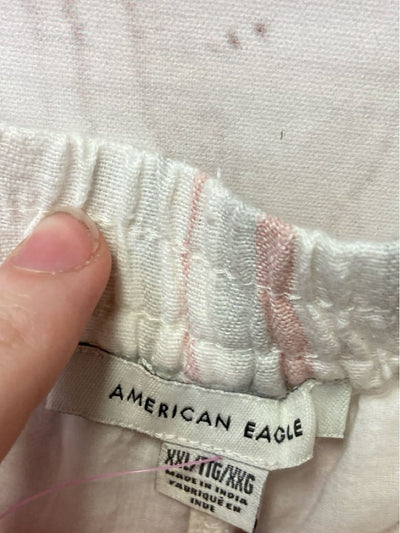 AMERICAN EAGLE
XXL/TTG/XXG
MADE IN INDIA
FABRIQUÉ EN
INDE